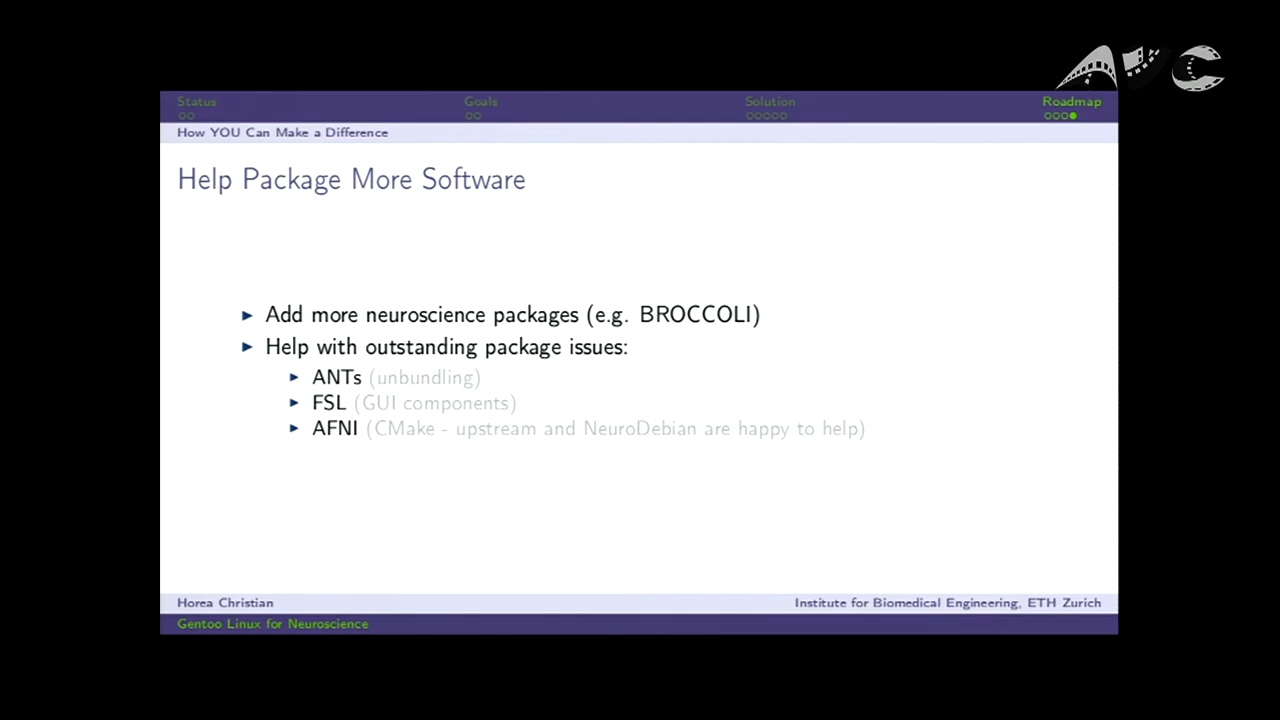 AVC
Status Goals Solution Roadmap
How YOU Can Make a Difference
Help Package More Software
Add more neuroscience packages (e.g. BROCCOLI)
Help with outstanding package issues:
ANTs (unbundling)
FSL (GUI components)
AFNI (CMake - upstream and NeuroDebian are happy to help)
Horea Christian Institute for Biomedical Engineering, ETH Zurich
Gentoo Linux for Neuroscience